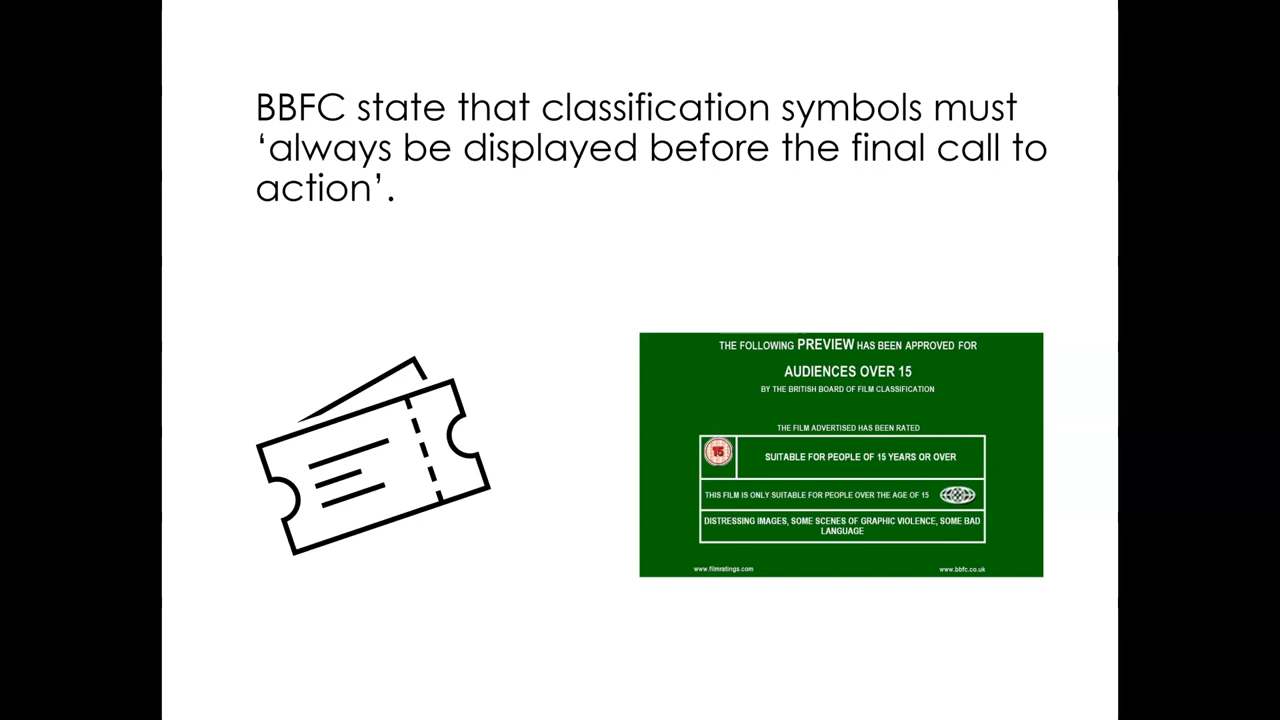 BBFC state that classification symbols must
‘always be displayed before the final call to
action’.
THE FOLLOWING PREVIEW HAS BEEN APPROVED FOR
AUDIENCES OVER 15
BY THE BRITISH BOARD OF FILM CLASSIFICATION
THE FILM ADVERTISED HAS BEEN RATED
15
SUITABLE FOR PEOPLE OF 15 YEARS OR OVER
THIS FILM IS ONLY SUITABLE FOR PEOPLE OVER THE AGE OF 15
DISTRESSING IMAGES, SOME SCENES OF GRAPHIC VIOLENCE, SOME BAD
LANGUAGE
www.filmratings.com
www.bbfc.co.uk